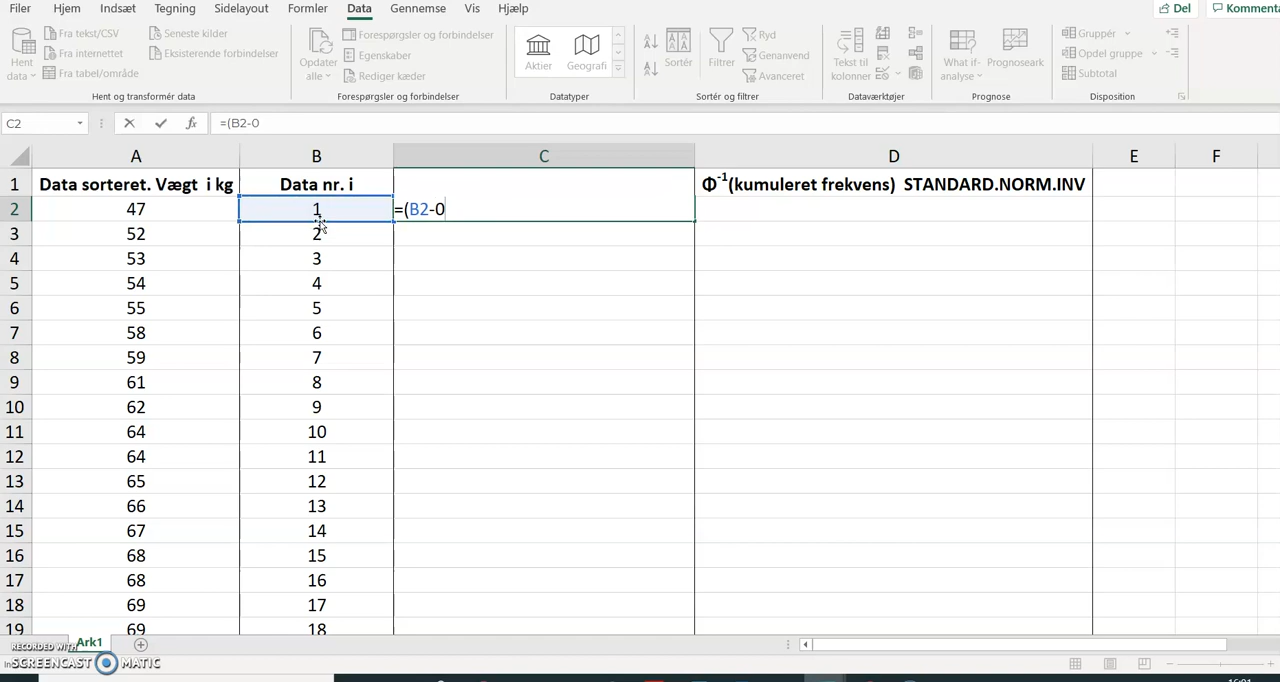 Filer Hjem Indsæt Tegning Sidelayout Formler Data Gennemse Vis Hjælp Del Kommenta
Hent data
Fra tekst/CSV
Fra internettet
Fra tabel/område
Seneste kilder
Eksisterende forbindelser
Hent og transformér data
Opdater alle
Forespørgsler og forbindelser
Egenskaber
Rediger kæder
Forespørgsler og forbindelser
Aktier Geografi
Datatyper
Sortér
Filtrer
Ryd
Genanvend
Avanceret
Sortér og filtrer
Tekst til kolonner
Dataværktøjer
What if-analyse
Prognoseark
Prognose
Gruppér
Opdel gruppe
Subtotal
Disposition
C2 fx =(B2-0
A B C D E F
1 Data sorteret. Vægt i kg Data nr. i Φ⁻¹(kumuleret frekvens) STANDARD.NORM.INV
2 47 1 =(B2-0
3 52 2
4 53 3
5 54 4
6 55 5
7 58 6
8 59 7
9 61 8
10 62 9
11 64 10
12 64 11
13 65 12
14 66 13
15 67 14
16 68 15
17 68 16
18 69 17
19 69 18
Ark1
RECORDED WITH
SCREENCAST MATIC